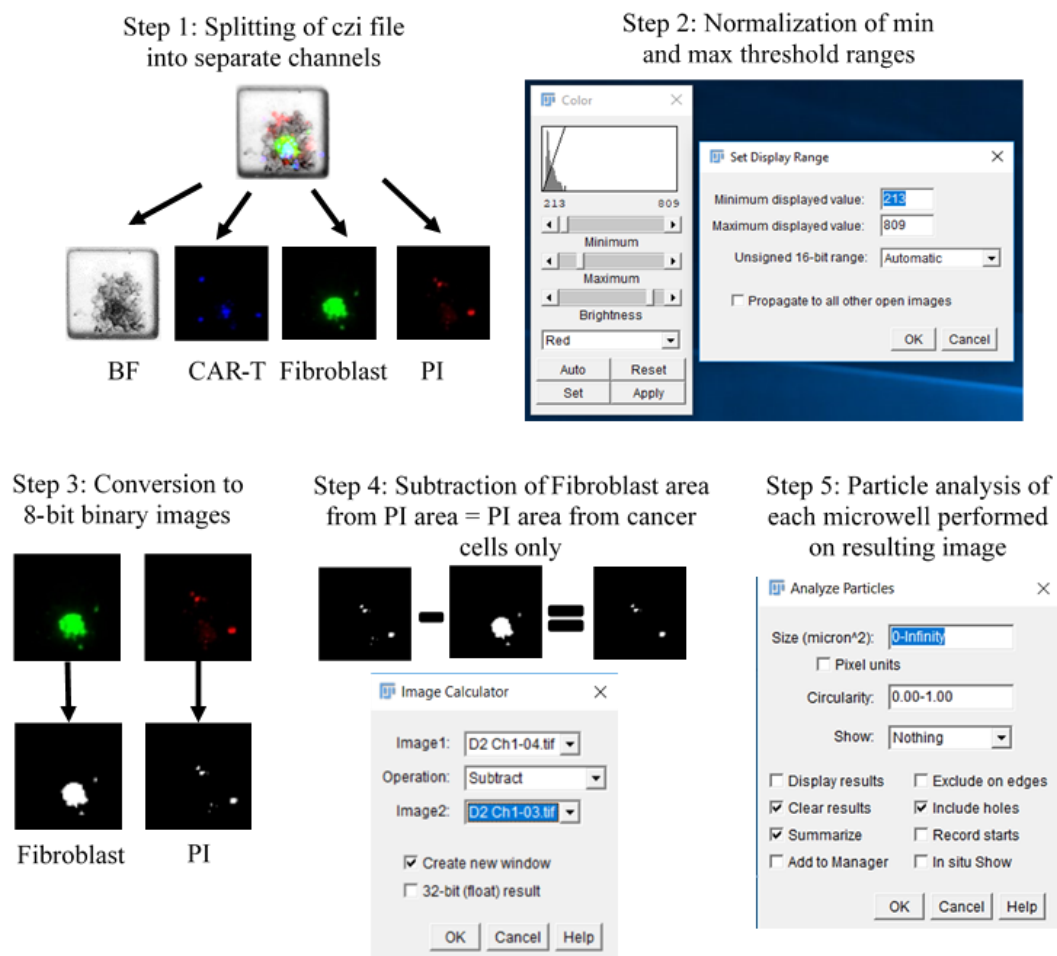 Step 1: Splitting of czi file
into separate channels
BF
CAR-T
Fibroblast
PI
Step 2: Normalization of min
and max threshold ranges
Color
213
809
Minimum
Maximum
Brightness
Red
Auto
Reset
Set
Apply
Set Display Range
Minimum displayed value:
213
Maximum displayed value:
809
Unsigned 16-bit range:
Automatic
Propagate to all other open images
OK
Cancel
Step 3: Conversion to
8-bit binary images
Fibroblast
PI
Step 4: Subtraction of Fibroblast area
from PI area = PI area from cancer
cells only
Image Calculator
Image1:
D2 Ch1-04.tif
Operation:
Subtract
Image2:
D2 Ch1-03.tif
Create new window
32-bit (float) result
OK
Cancel
Help
Step 5: Particle analysis of
each microwell performed
on resulting image
Analyze Particles
Size (micron^2):
0-Infinity
Pixel units
Circularity:
0.00-1.00
Show:
Nothing
Display results
Exclude on edges
Clear results
Include holes
Summarize
Record starts
Add to Manager
In situ Show
OK
Cancel
Help